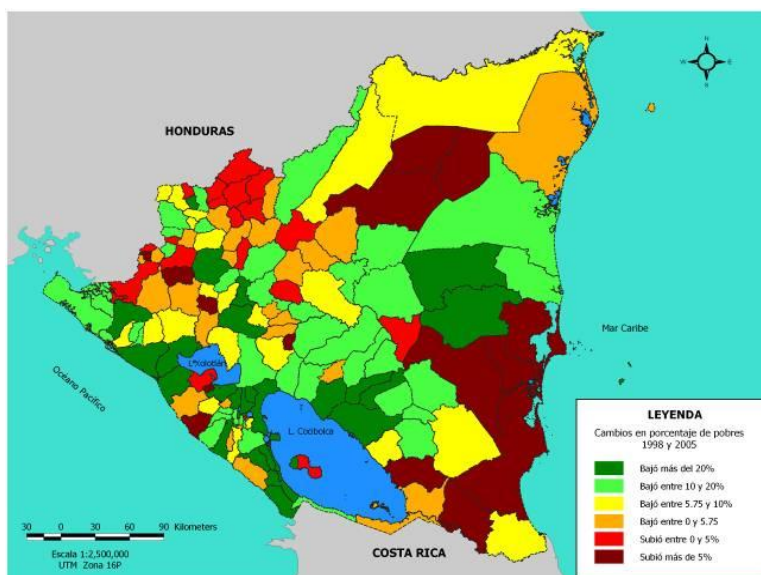 N
W E
S
HONDURAS
Mar Caribe
L. Xolotlán
Océano Pacífico
L. Cocibolca
LEYENDA
Cambios en porcentaje de pobres
1998 y 2005
Bajó más del 20%
Bajó entre 10 y 20%
Bajó entre 5.75 y 10%
Bajó entre 0 y 5.75
Subió entre 0 y 5%
Subió más de 5%
30 0 30 60 90 Kilometers
Escala 1:2,500,000
UTM Zona 16P
COSTA RICA